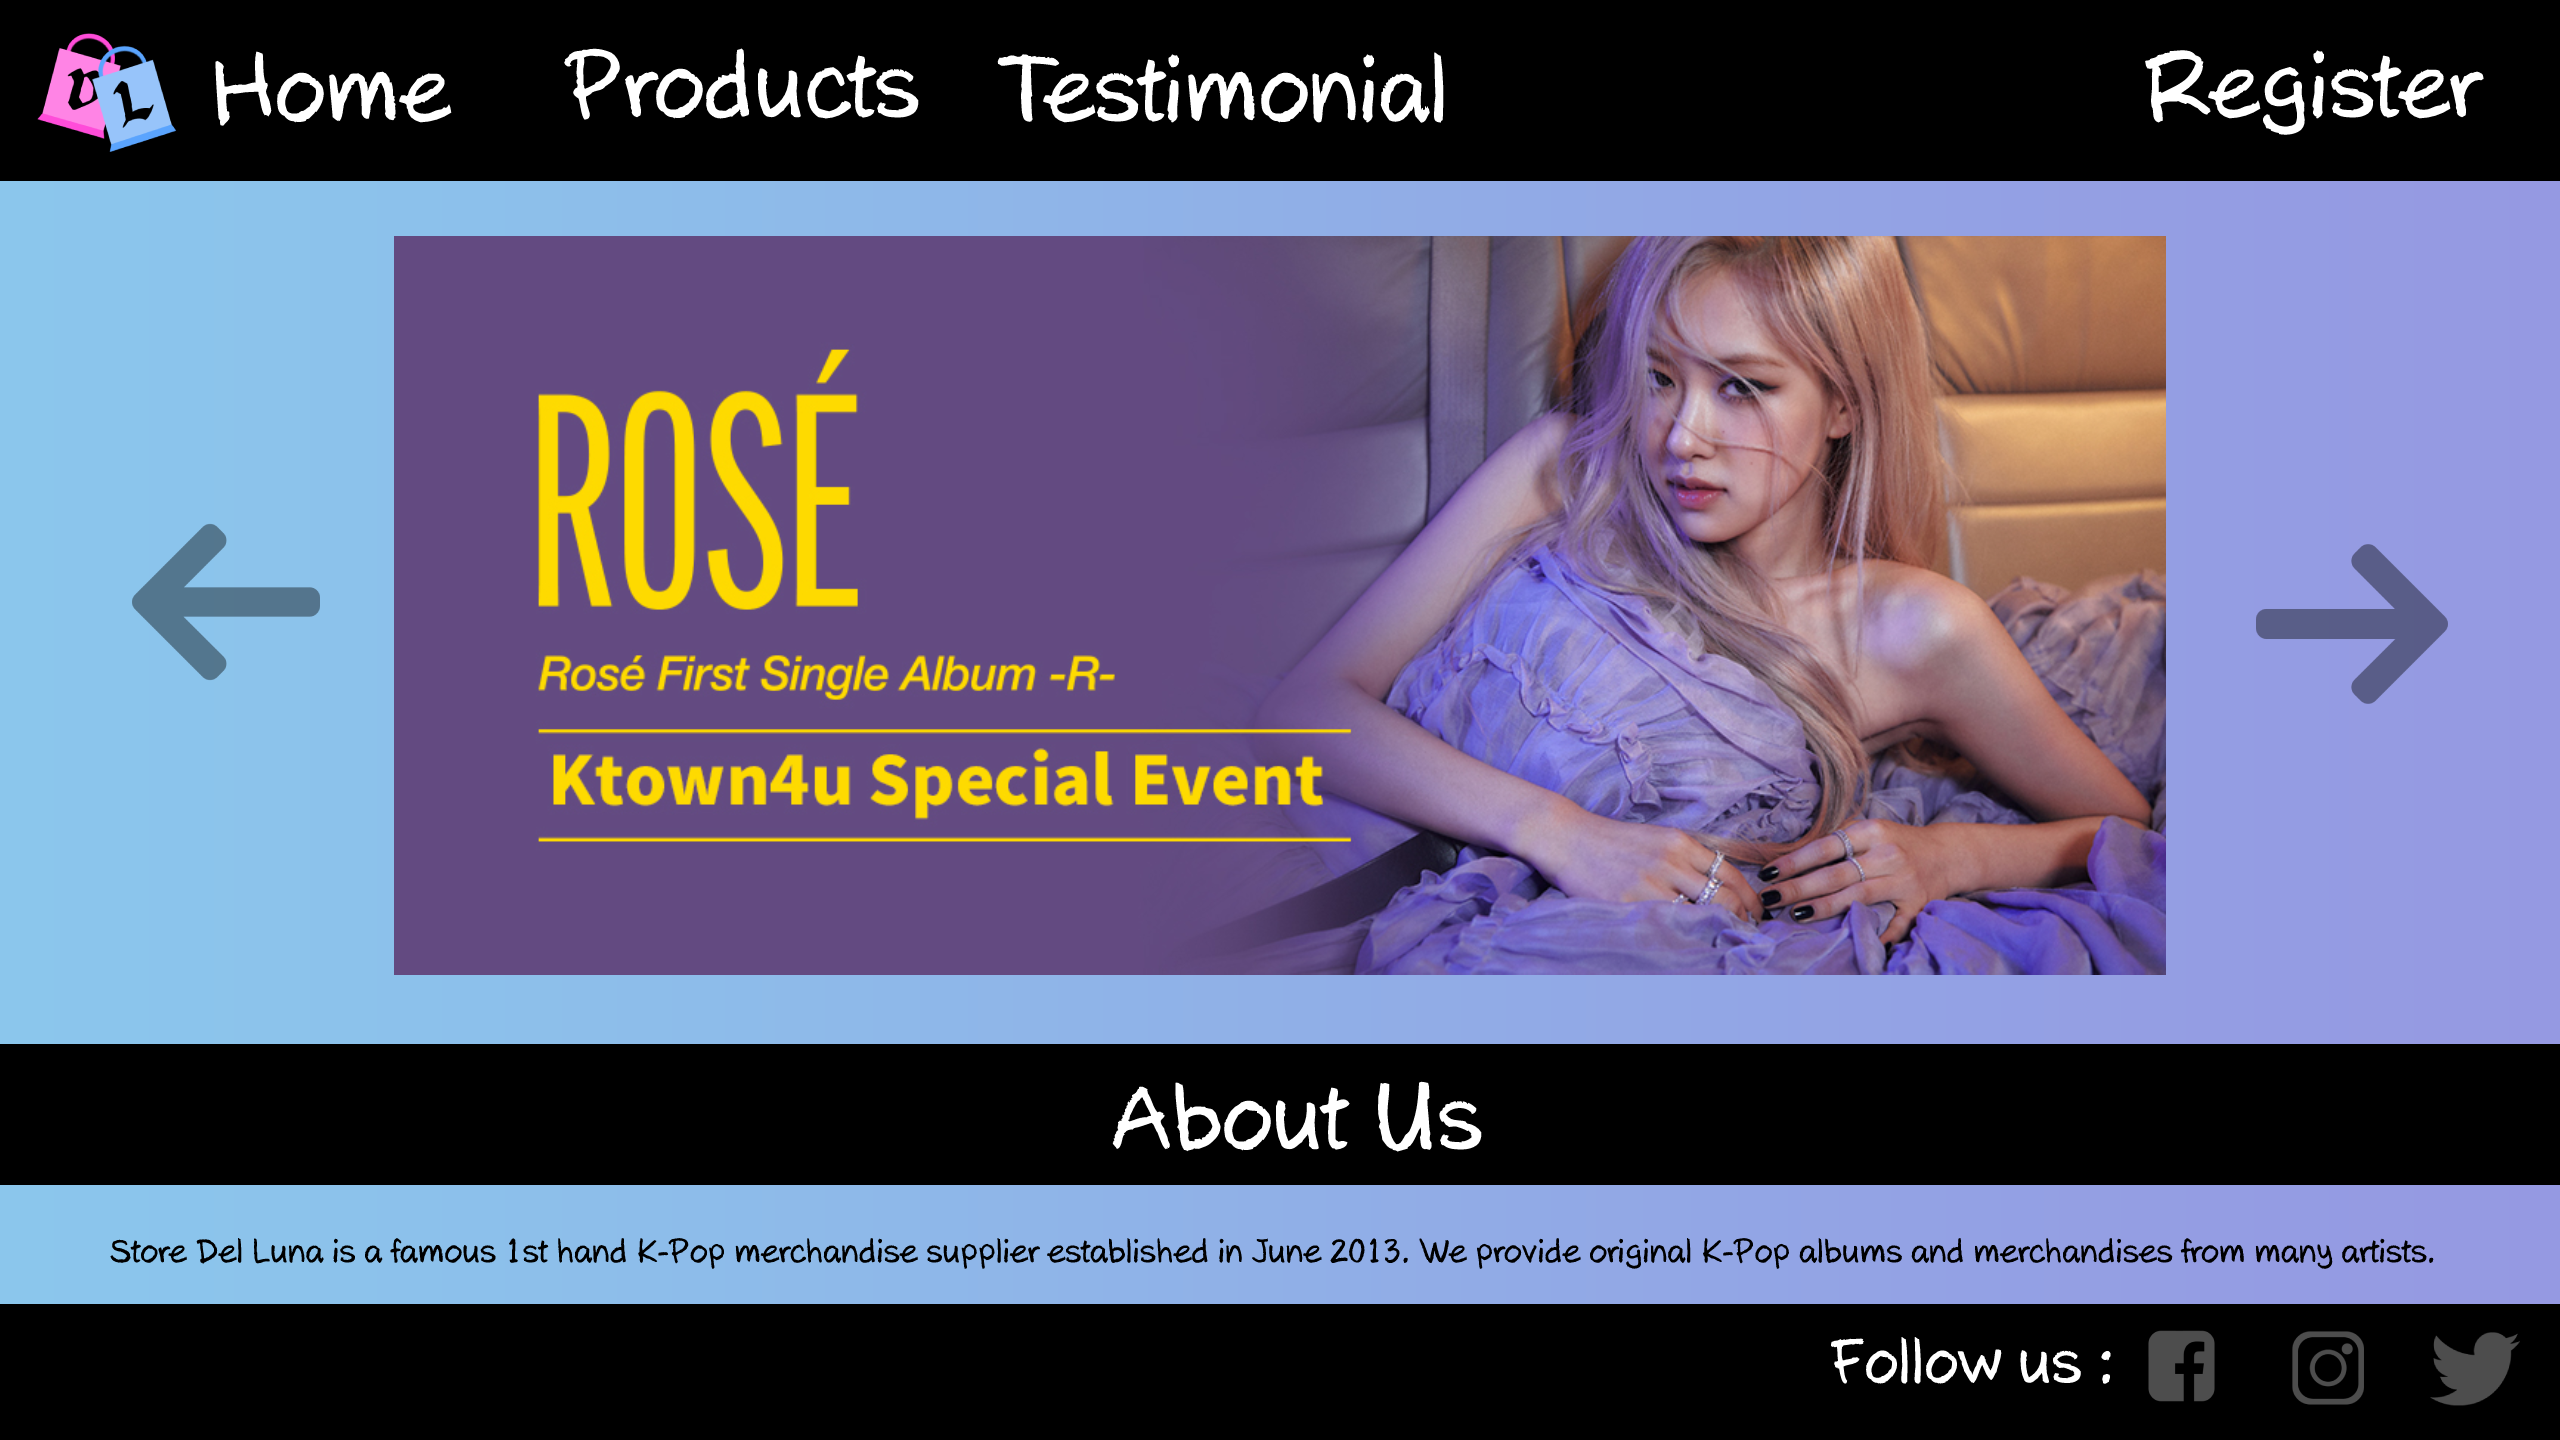 DL
Home Products Testimonial Register
ROSÉ
Rosé First Single Album -R-
Ktown4u Special Event
About Us
Store Del Luna is a famous 1st hand K-Pop merchandise supplier established in June 2013. We provide original K-Pop albums and merchandises from many artists.
Follow us :